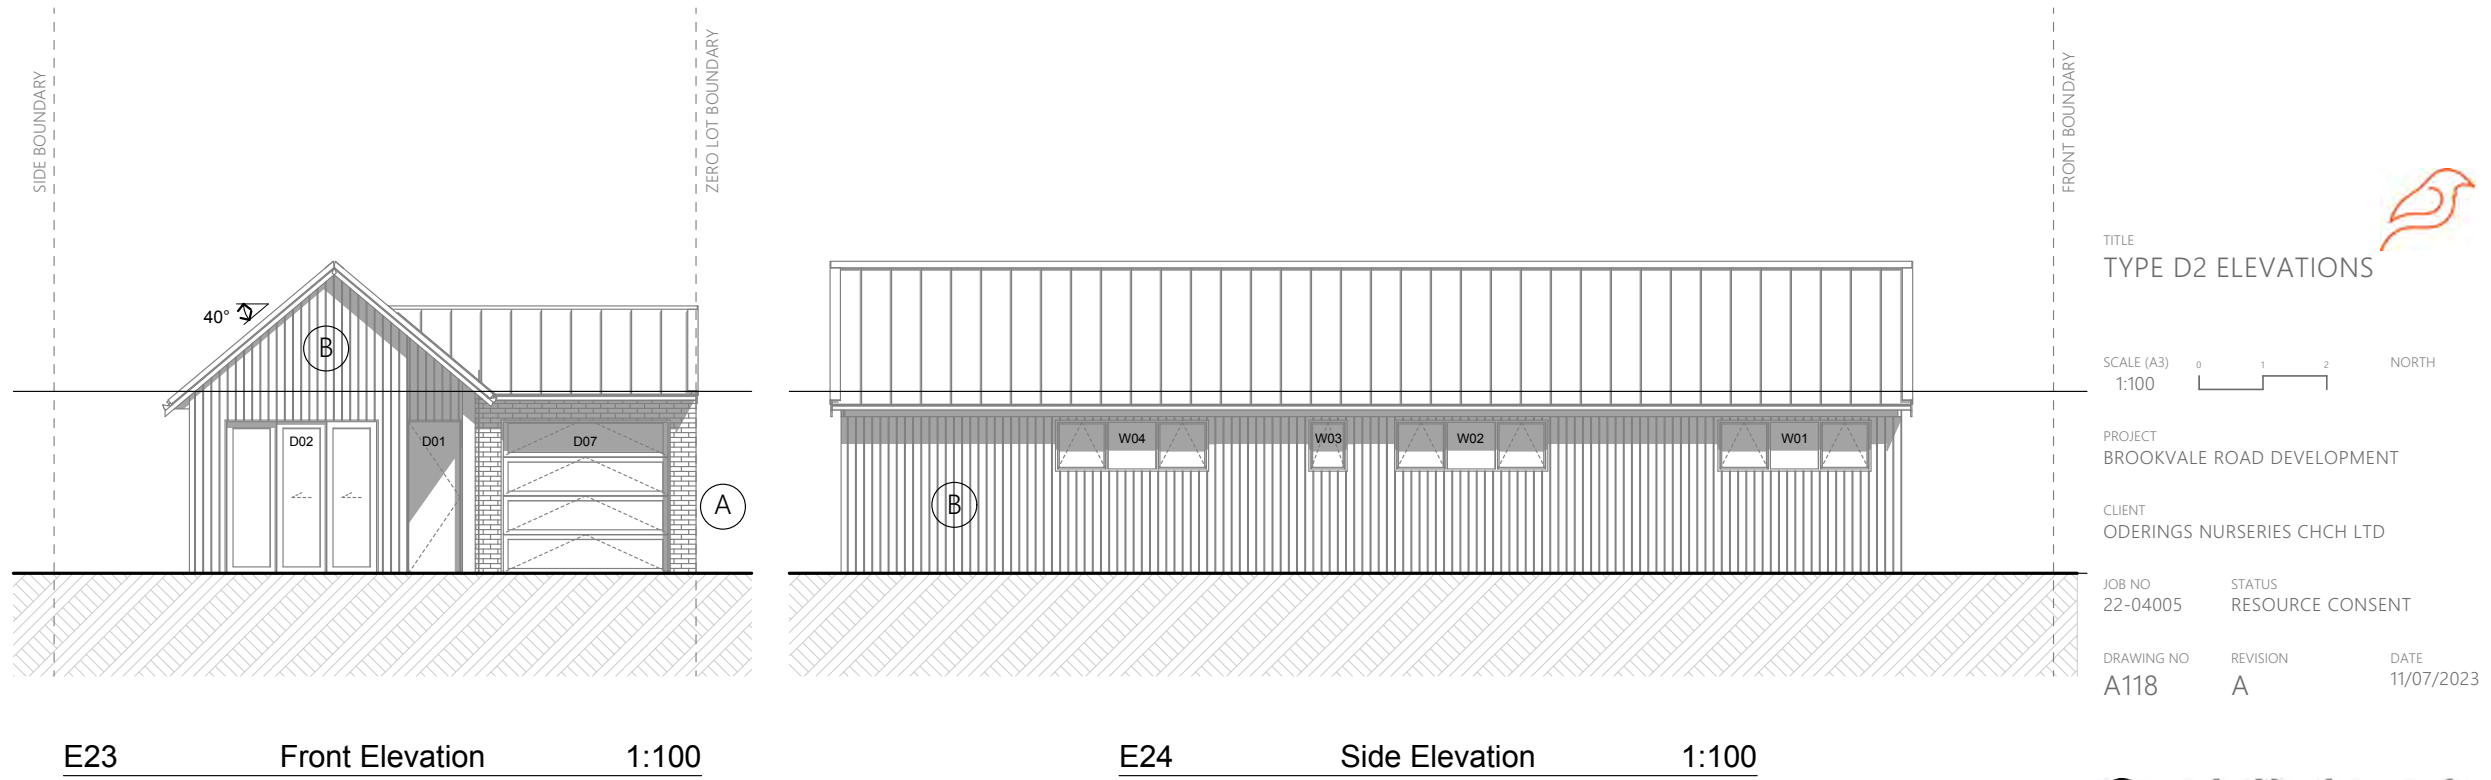 SIDE BOUNDARY
ZERO LOT BOUNDARY
40°
B
D02
D01
D07
A
E23 Front Elevation 1:100
FRONT BOUNDARY
W04
W03
W02
W01
B
E24 Side Elevation 1:100
TITLE
TYPE D2 ELEVATIONS
SCALE (A3) 0 1 2 NORTH
1:100
PROJECT
BROOKVALE ROAD DEVELOPMENT
CLIENT
ODERINGS NURSERIES CHCH LTD
JOB NO STATUS
22-04005 RESOURCE CONSENT
DRAWING NO REVISION DATE
A118 A 11/07/2023